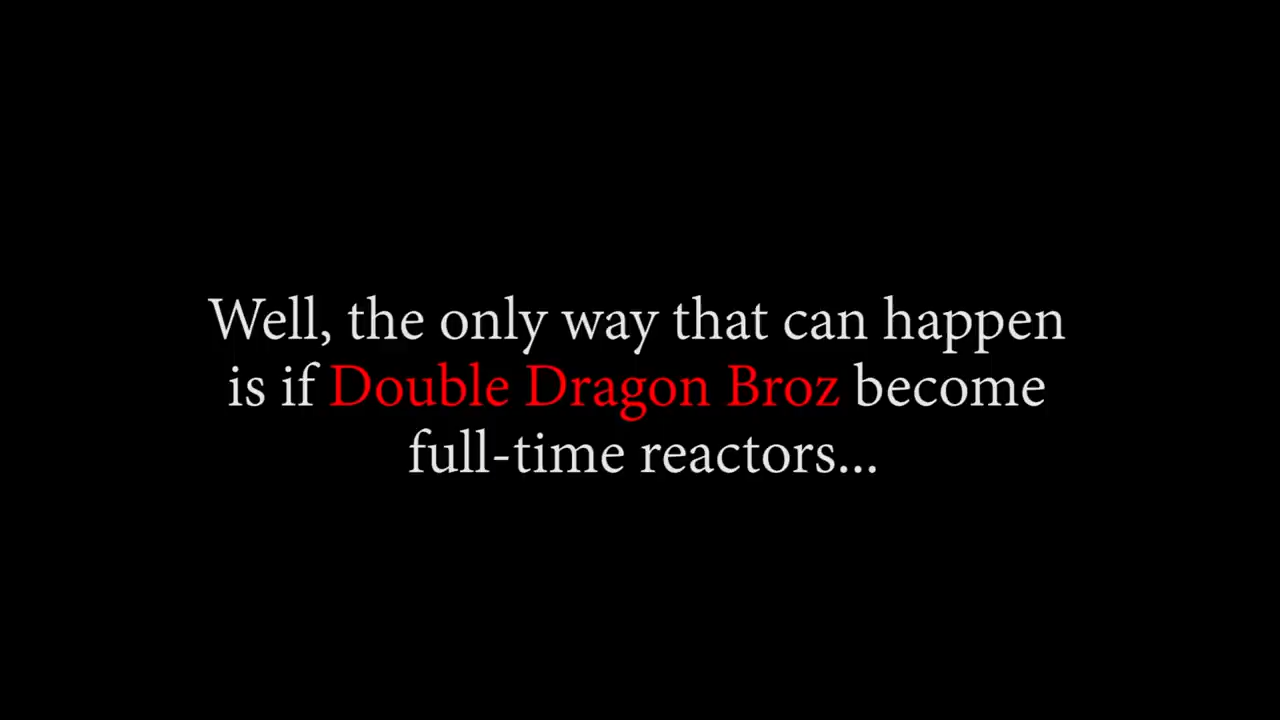 Well, the only way that can happen
is if Double Dragon Broz become
full-time reactors...